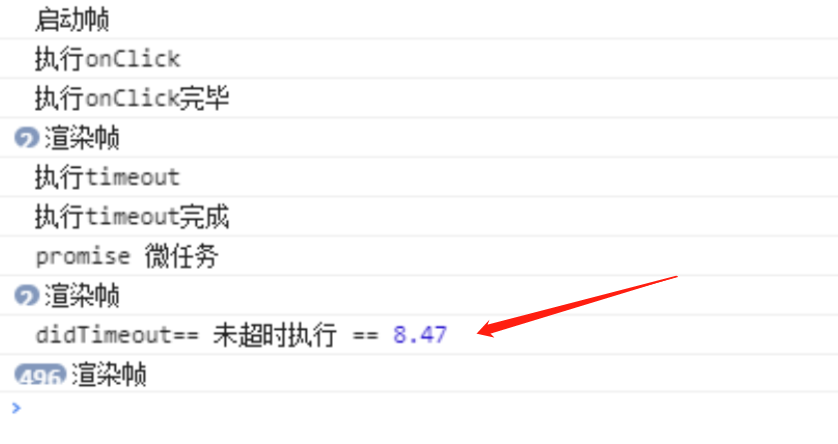 启动帧
执行onClick
执行onClick完毕
2 渲染帧
执行timeout
执行timeout完成
promise 微任务
2 渲染帧
didTimeout== 未超时执行 == 8.47
496 渲染帧
>